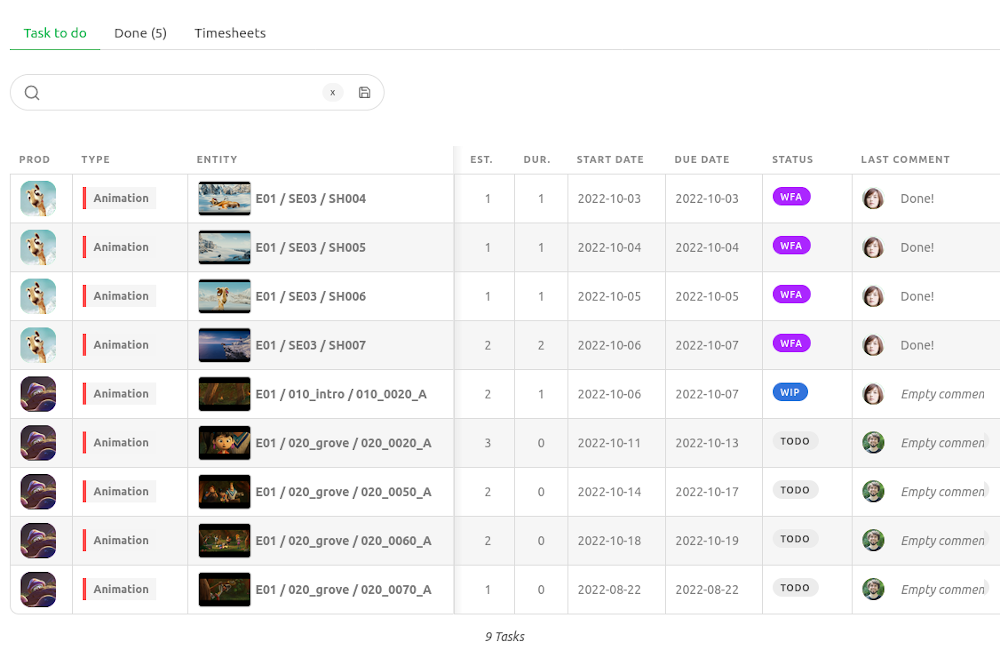 Task to do Done (5) Timesheets
x
PROD TYPE ENTITY EST. DUR. START DATE DUE DATE STATUS LAST COMMENT
Animation E01 / SE03 / SH004 1 1 2022-10-03 2022-10-03 WFA Done!
Animation E01 / SE03 / SH005 1 1 2022-10-04 2022-10-04 WFA Done!
Animation E01 / SE03 / SH006 1 1 2022-10-05 2022-10-05 WFA Done!
Animation E01 / SE03 / SH007 2 2 2022-10-06 2022-10-07 WFA Done!
Animation E01 / 010_intro / 010_0020_A 2 1 2022-10-06 2022-10-07 WIP Empty commen
Animation E01 / 020_grove / 020_0020_A 3 0 2022-10-11 2022-10-13 TODO Empty commen
Animation E01 / 020_grove / 020_0050_A 2 0 2022-10-14 2022-10-17 TODO Empty commen
Animation E01 / 020_grove / 020_0060_A 2 0 2022-10-18 2022-10-19 TODO Empty commen
Animation E01 / 020_grove / 020_0070_A 1 0 2022-08-22 2022-08-22 TODO Empty commen
9 Tasks